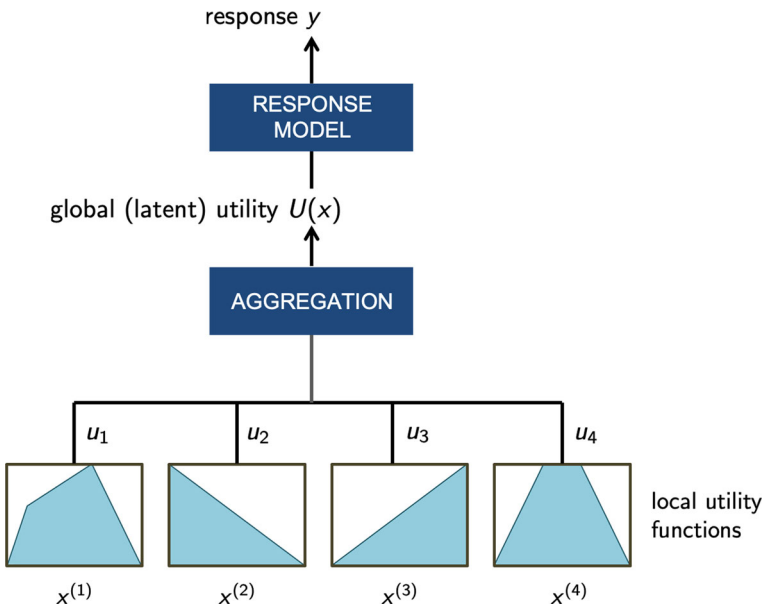 response y
RESPONSE
MODEL
global (latent) utility U(x)
AGGREGATION
u₁ u₂ u₃ u₄
local utility
functions
x⁽¹⁾ x⁽²⁾ x⁽³⁾ x⁽⁴⁾